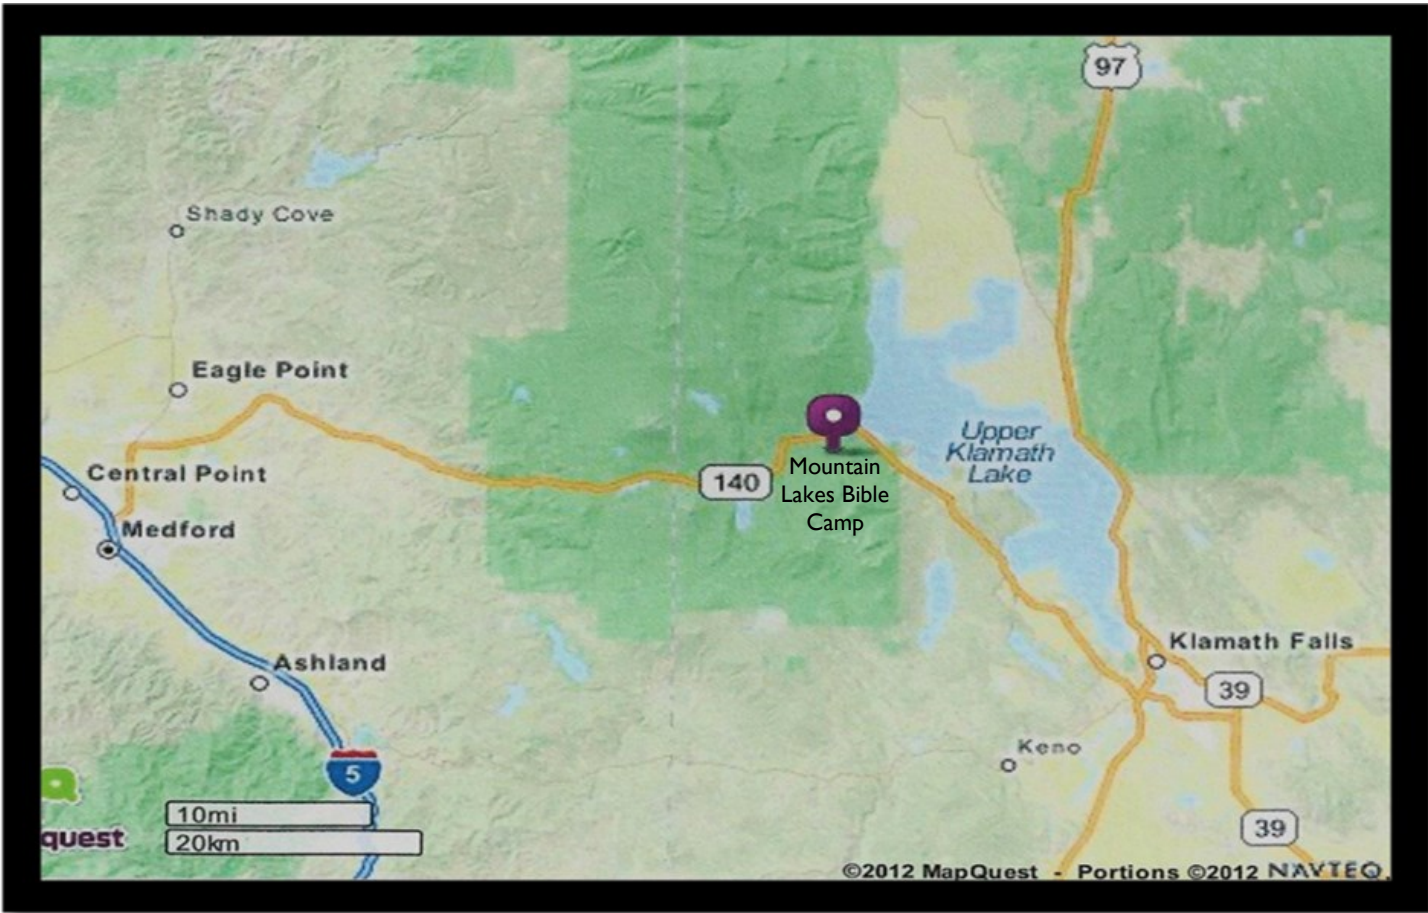 97
Shady Cove
Eagle Point
Upper
Klamath
Lake
Central Point
140
Mountain
Lakes Bible
Camp
Medford
Klamath Falls
Ashland
39
Keno
5
10mi
20km
39
quest
©2012 MapQuest - Portions ©2012 NAVTEQ